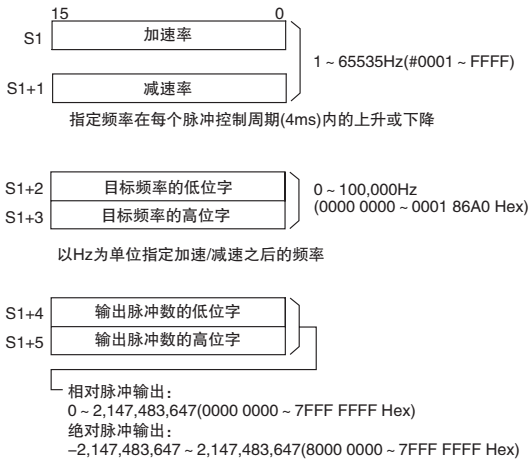 15 0
S1 加速率
1 ~ 65535Hz(#0001 ~ FFFF)
S1+1 减速率
指定频率在每个脉冲控制周期(4ms)内的上升或下降
S1+2 目标频率的低位字
0 ~ 100,000Hz
S1+3 目标频率的高位字
(0000 0000 ~ 0001 86A0 Hex)
以Hz为单位指定加速/减速之后的频率
S1+4 输出脉冲数的低位字
S1+5 输出脉冲数的高位字
相对脉冲输出：
0 ~ 2,147,483,647(0000 0000 ~ 7FFF FFFF Hex)
绝对脉冲输出：
−2,147,483,647 ~ 2,147,483,647(8000 0000 ~ 7FFF FFFF Hex)